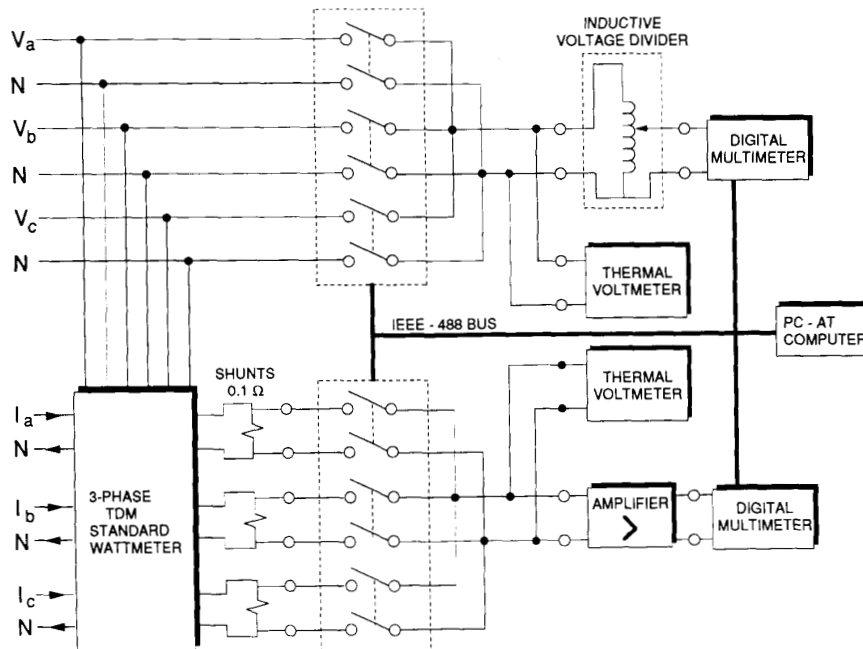 INDUCTIVE
VOLTAGE DIVIDER
Va
N
Vb
N
Vc
N
DIGITAL
MULTIMETER
THERMAL
VOLTMETER
IEEE - 488 BUS
PC - AT
COMPUTER
SHUNTS
0.1 Ω
THERMAL
VOLTMETER
Ia
N
Ib
N
Ic
N
3-PHASE
TDM
STANDARD
WATTMETER
AMPLIFIER
>
DIGITAL
MULTIMETER